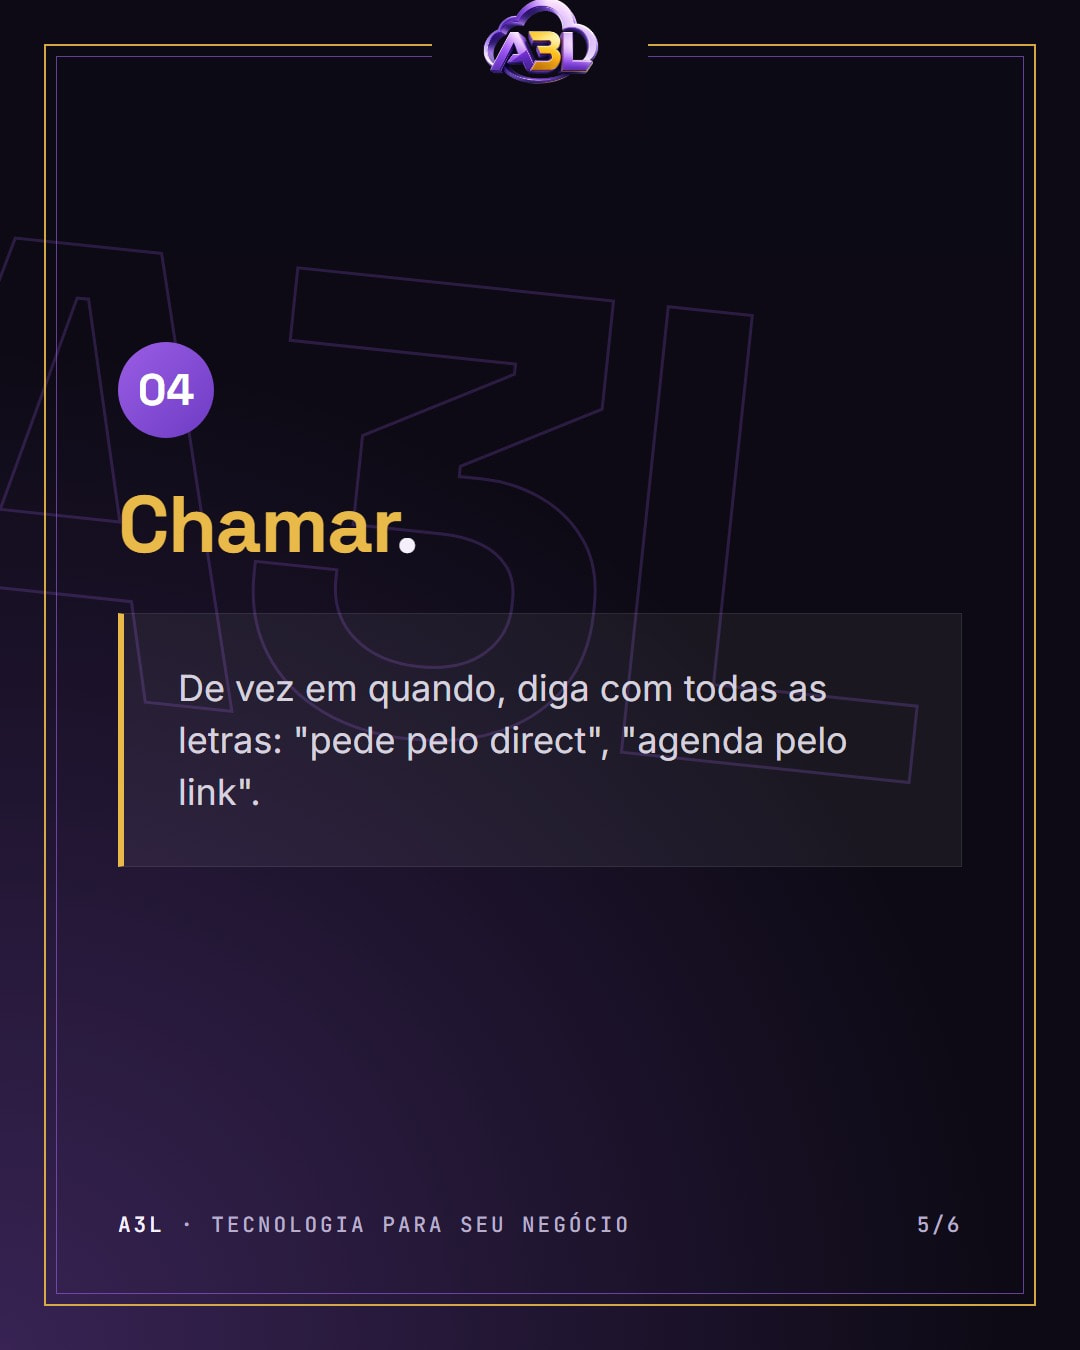 A3L
A3L
04
Chamar.
De vez em quando, diga com todas as
letras: "pede pelo direct", "agenda pelo
link".
A3L · TECNOLOGIA PARA SEU NEGÓCIO
5/6